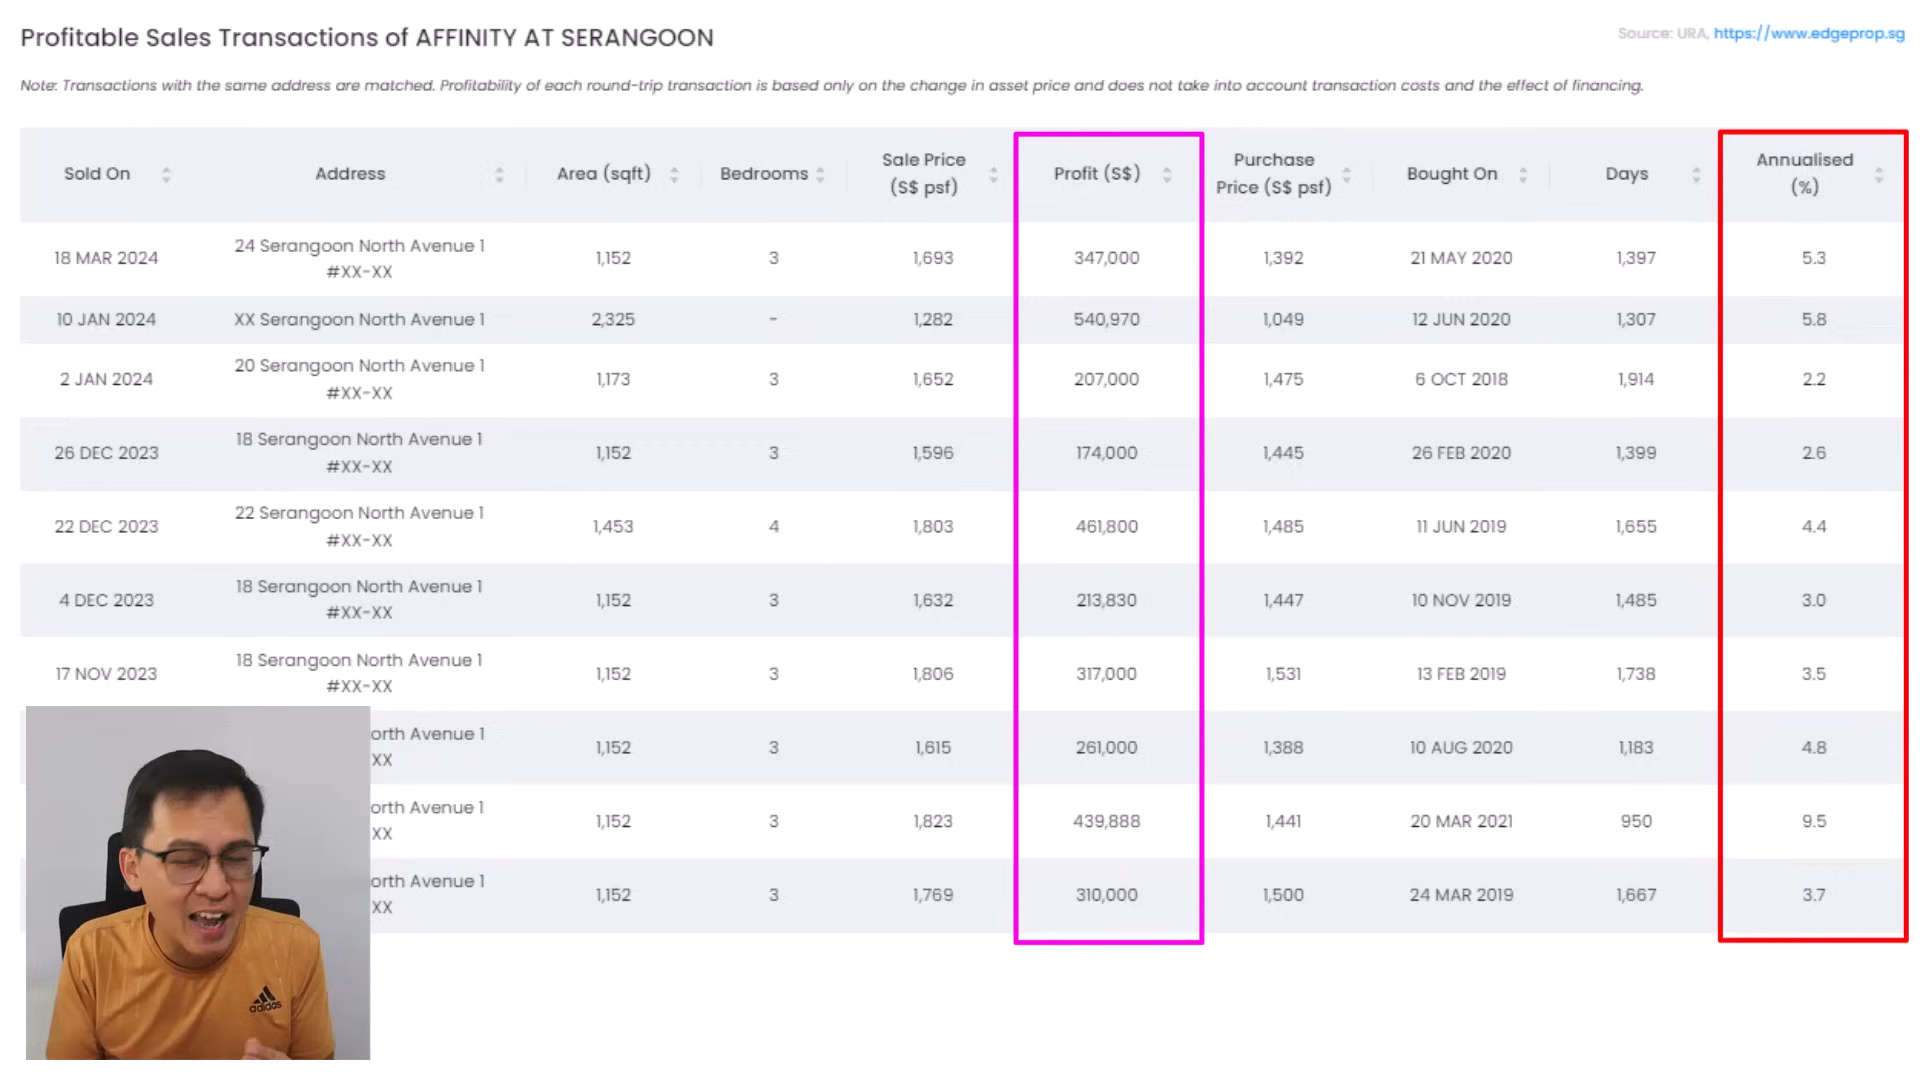 Profitable Sales Transactions of AFFINITY AT SERANGOON
Source: URA, https://www.edgeprop.sg
Note: Transactions with the same address are matched. Profitability of each round-trip transaction is based only on the change in asset price and does not take into account transaction costs and the effect of financing.
Sold On Address Area (sqft) Bedrooms Sale Price (S$ psf) Profit (S$) Purchase Price (S$ psf) Bought On Days Annualised (%)
18 MAR 2024 24 Serangoon North Avenue 1 #XX-XX 1,152 3 1,693 347,000 1,392 21 MAY 2020 1,397 5.3
10 JAN 2024 XX Serangoon North Avenue 1 2,325 - 1,282 540,970 1,049 12 JUN 2020 1,307 5.8
2 JAN 2024 20 Serangoon North Avenue 1 #XX-XX 1,173 3 1,652 207,000 1,475 6 OCT 2018 1,914 2.2
26 DEC 2023 18 Serangoon North Avenue 1 #XX-XX 1,152 3 1,596 174,000 1,445 26 FEB 2020 1,399 2.6
22 DEC 2023 22 Serangoon North Avenue 1 #XX-XX 1,453 4 1,803 461,800 1,485 11 JUN 2019 1,655 4.4
4 DEC 2023 18 Serangoon North Avenue 1 #XX-XX 1,152 3 1,632 213,830 1,447 10 NOV 2019 1,485 3.0
17 NOV 2023 18 Serangoon North Avenue 1 #XX-XX 1,152 3 1,806 317,000 1,531 13 FEB 2019 1,738 3.5
orth Avenue 1 XX 1,152 3 1,615 261,000 1,388 10 AUG 2020 1,183 4.8
orth Avenue 1 XX 1,152 3 1,823 439,888 1,441 20 MAR 2021 950 9.5
orth Avenue 1 XX 1,152 3 1,769 310,000 1,500 24 MAR 2019 1,667 3.7
adidas